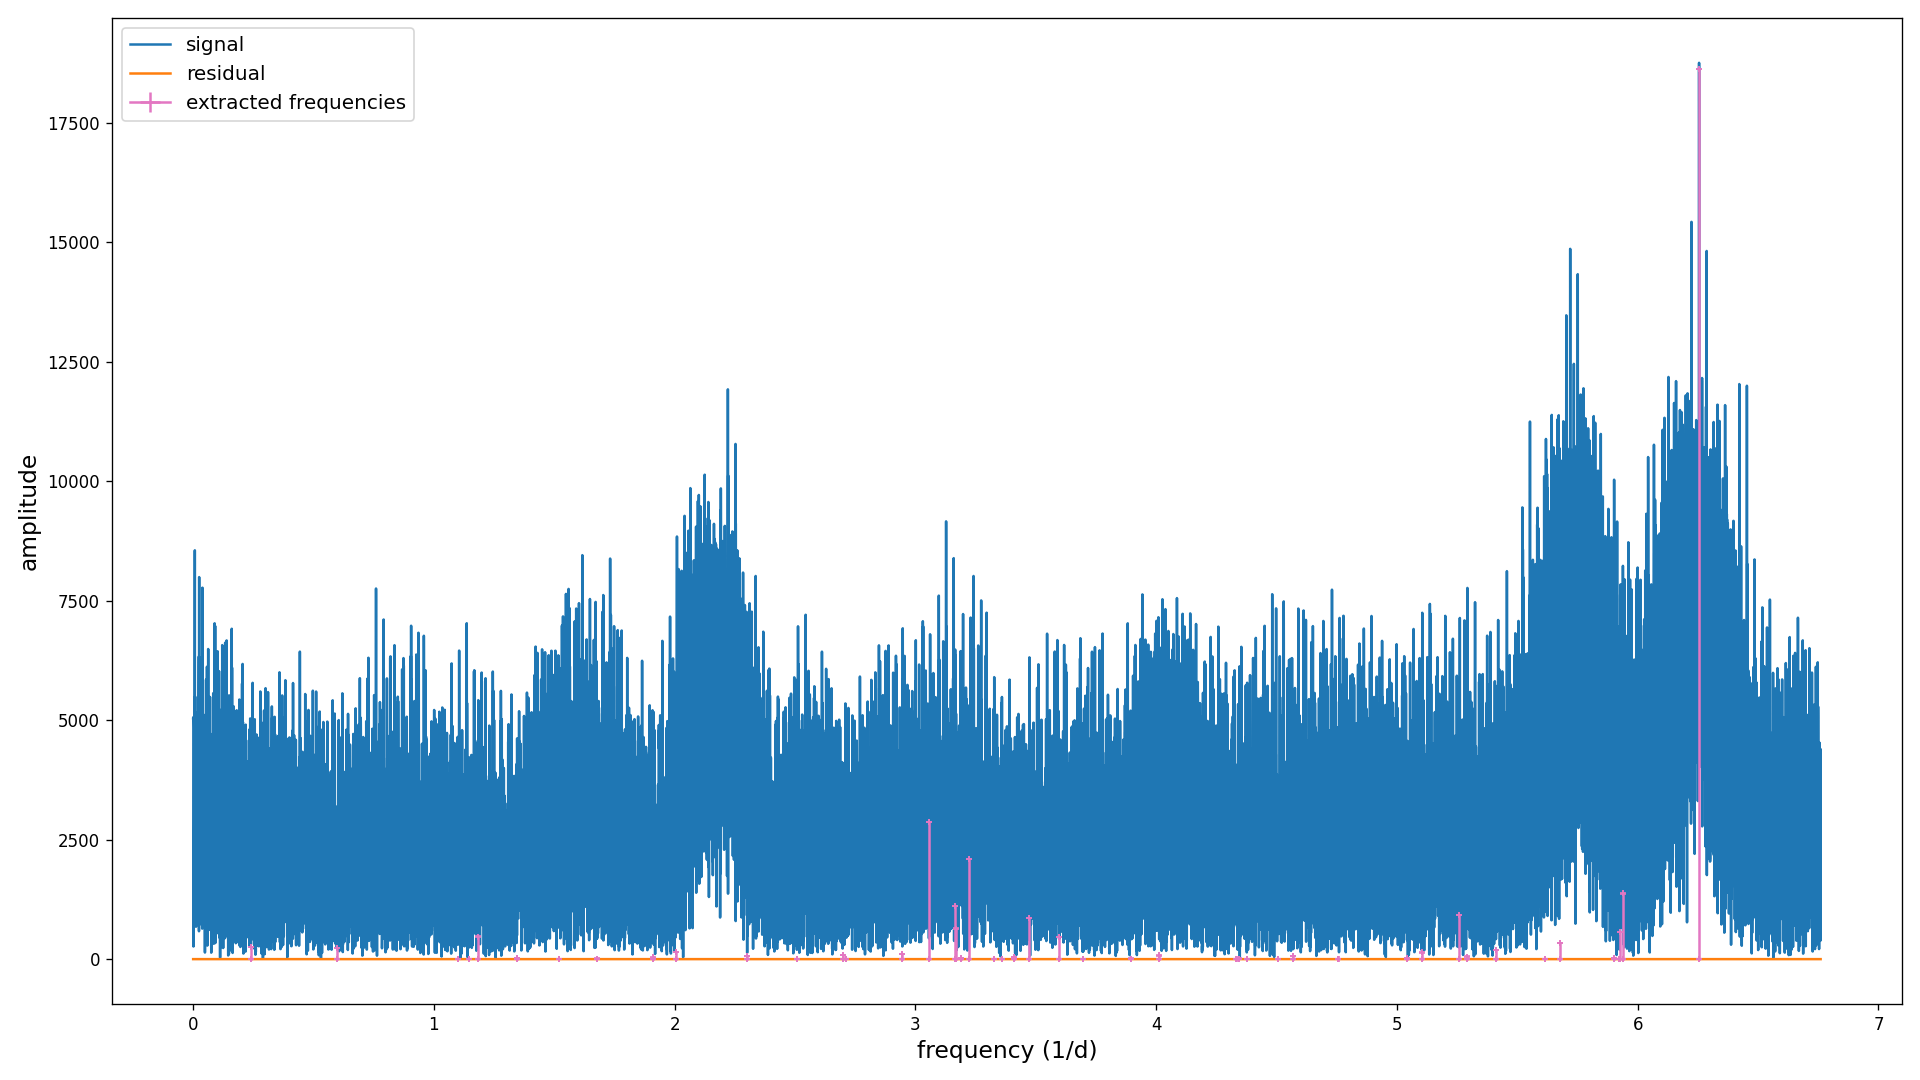 signal
residual
extracted frequencies
amplitude
17500
15000
12500
10000
7500
5000
2500
0
0 1 2 3 4 5 6 7
frequency (1/d)